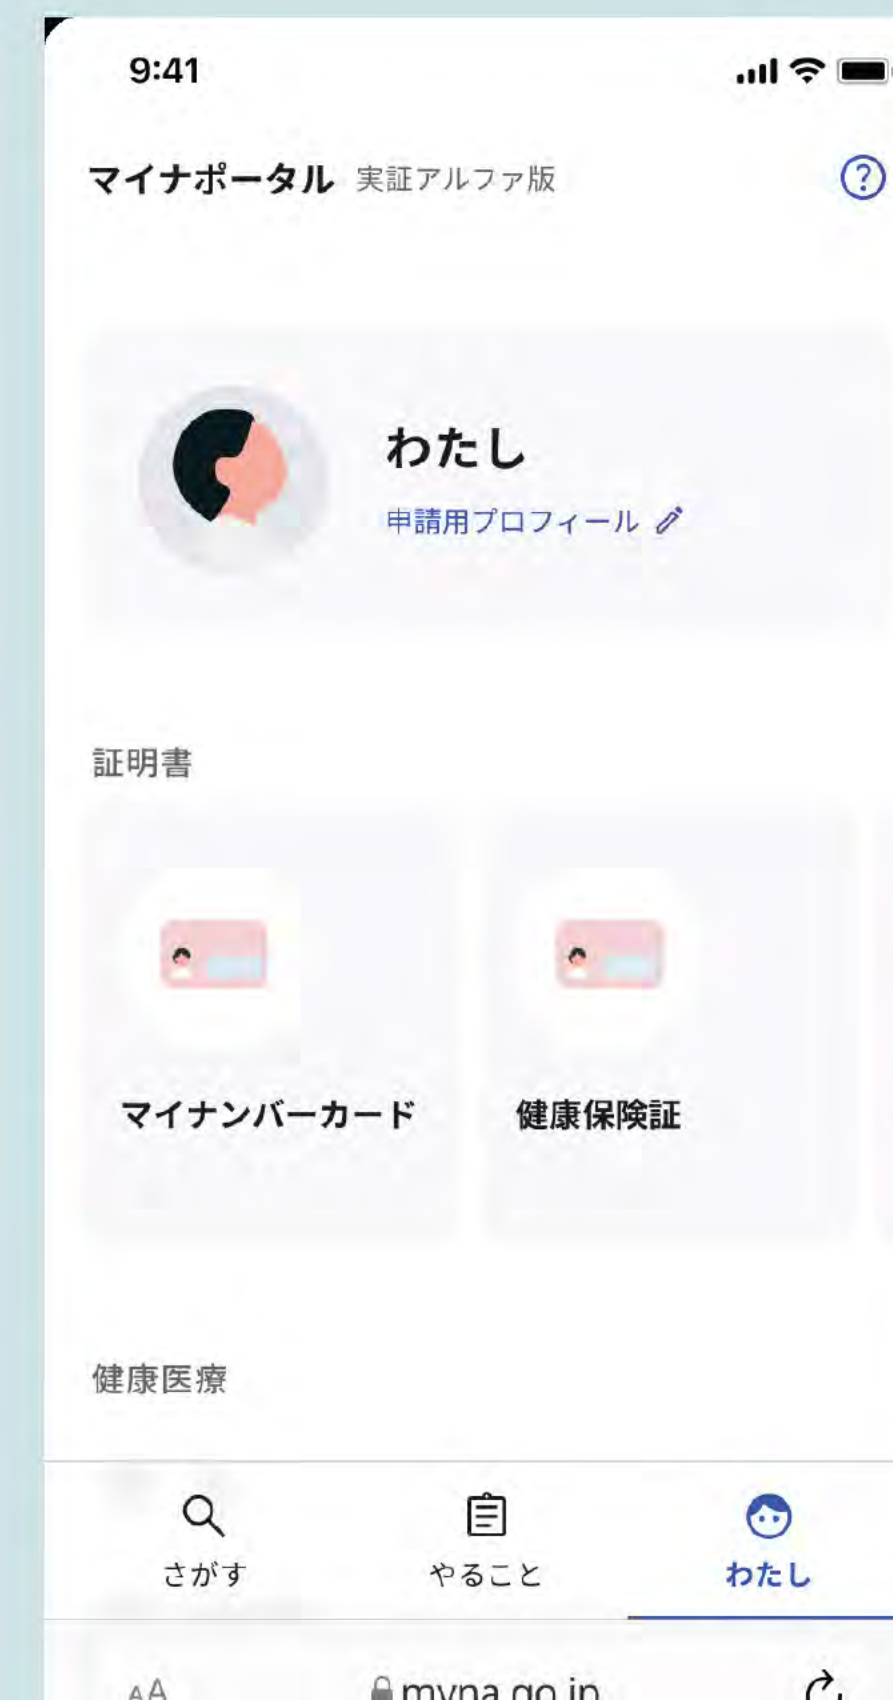 9:41
マイナポータル 実証アルファ版 ?
わたし
申請用プロフィール
証明書
マイナンバーカード 健康保険証
健康医療
さがす やること わたし
AA myna.go.jp